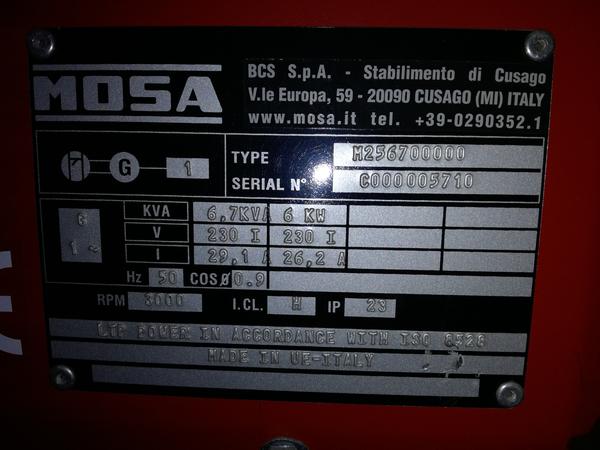 MOSA
BCS S.p.A. - Stabilimento di Cusago
V.le Europa, 59 - 20090 CUSAGO (MI) ITALY
www.mosa.it tel. +39-0290352.1
G 1
TYPE M256700000
SERIAL N° C000005710
G
1~
KVA 6,7KVA 6 KW
V 230 I 230 I
I 29,1 A 26,2 A
Hz 50 COSØ 0.9
RPM 3000 I.CL. H IP 23
LTP POWER IN ACCORDANCE WITH ISO 8528
MADE IN UE-ITALY